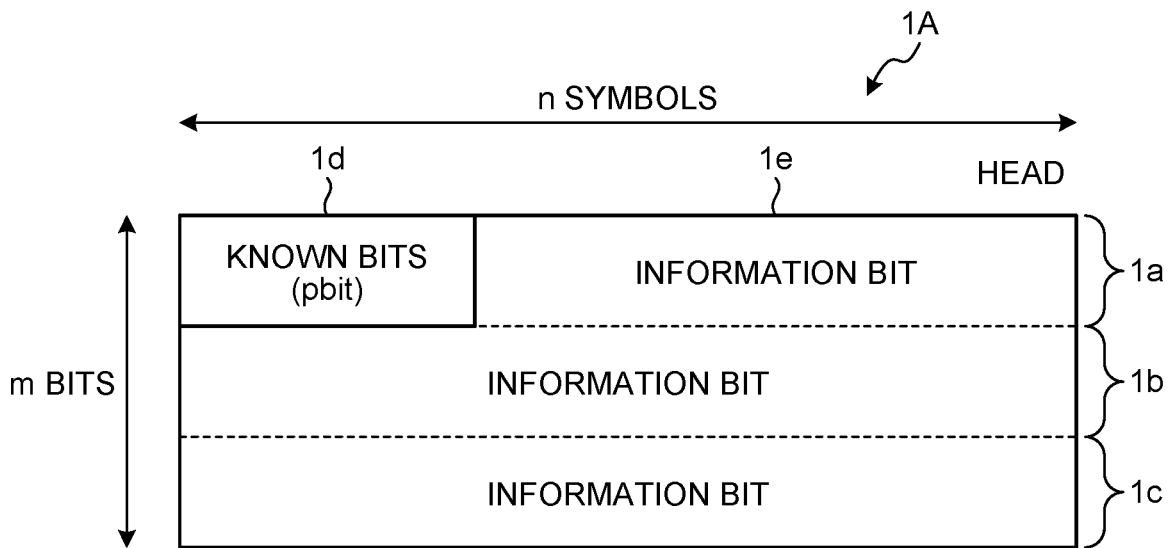 1A
n SYMBOLS
1d
1e
HEAD
KNOWN BITS
(pbit)
INFORMATION BIT
1a
m BITS
INFORMATION BIT
1b
INFORMATION BIT
1c